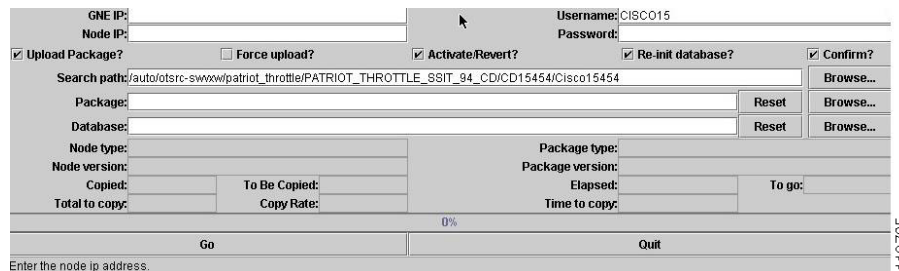 GNE IP: Username: CISCO15
Node IP: Password:
Upload Package? Force upload? Activate/Revert? Re-init database? Confirm?
Search path: /auto/otsrc-swvxw/patriot_throttle/PATRIOT_THROTTLE_SSIT_94_CD/CD15454/Cisco15454 Browse...
Package: Reset Browse...
Database: Reset Browse...
Node type: Package type:
Node version: Package version:
Copied: To Be Copied: Elapsed: To go:
Total to copy: Copy Rate: Time to copy:
0%
Go Quit
Enter the node ip address.